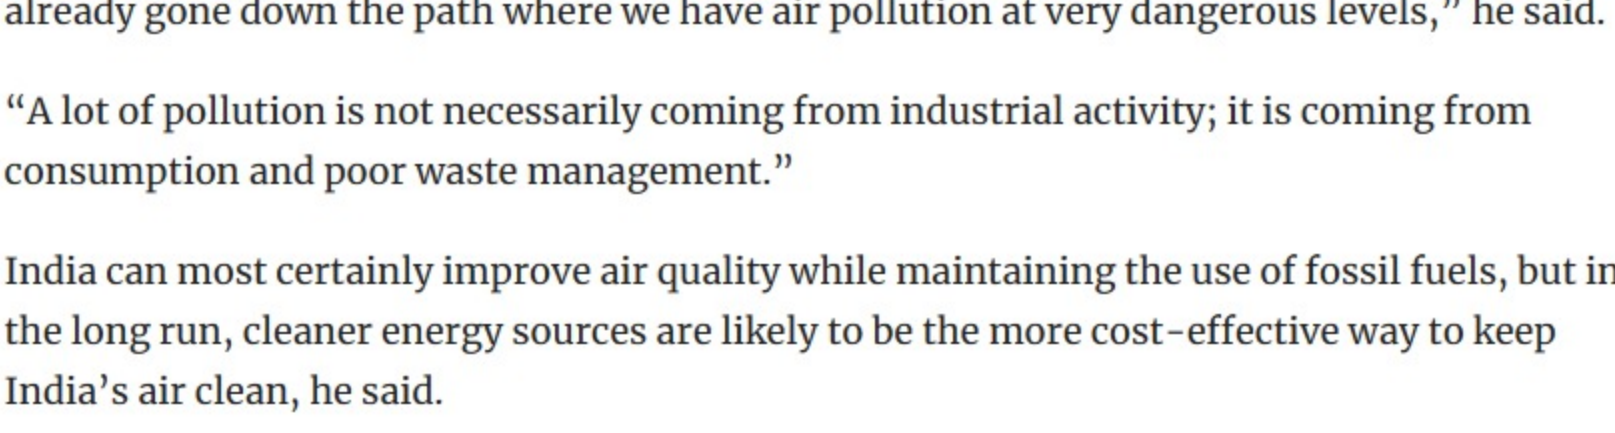 already gone down the path where we have air pollution at very dangerous levels,” he said.
“A lot of pollution is not necessarily coming from industrial activity; it is coming from
consumption and poor waste management.”
India can most certainly improve air quality while maintaining the use of fossil fuels, but in
the long run, cleaner energy sources are likely to be the more cost-effective way to keep
India’s air clean, he said.